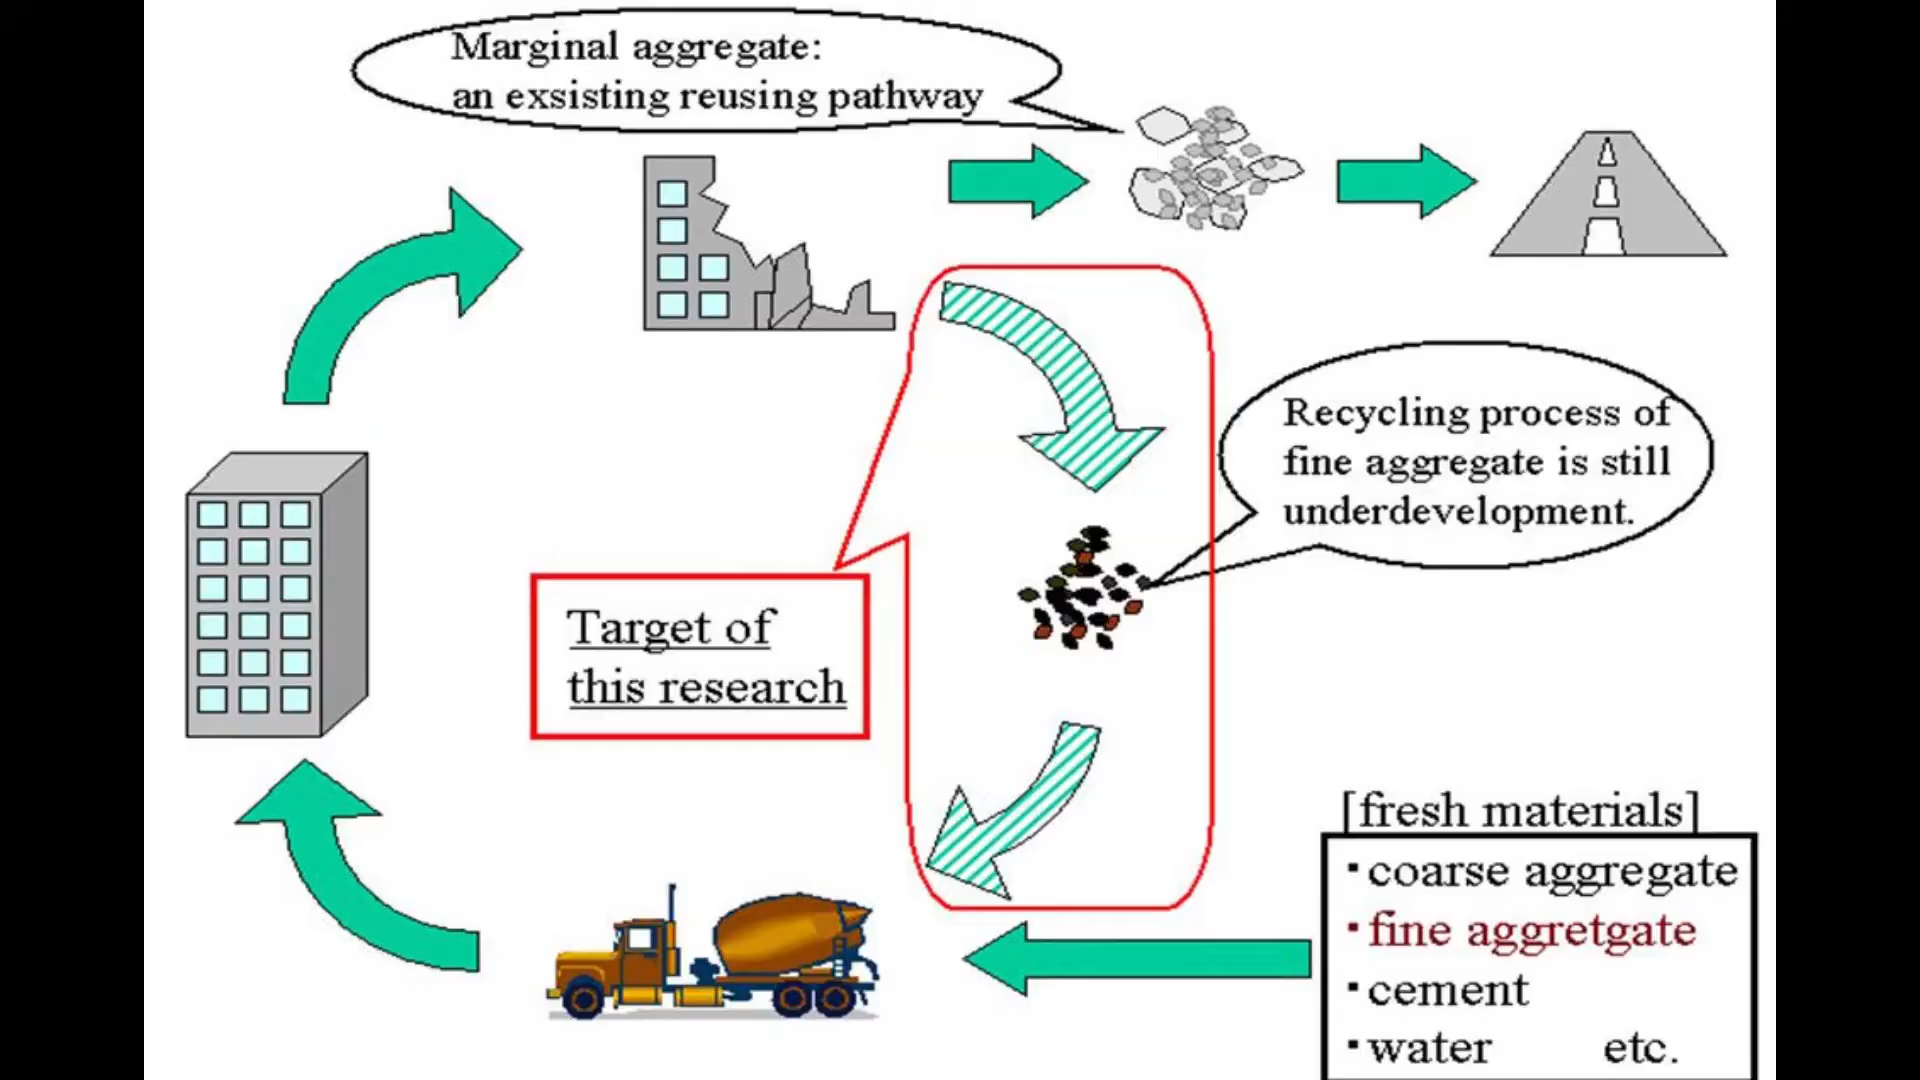 Marginal aggregate:
an exsisting reusing pathway
Recycling process of
fine aggregate is still
underdevelopment.
Target of
this research
[fresh materials]
・coarse aggregate
・fine aggretgate
・cement
・water etc.